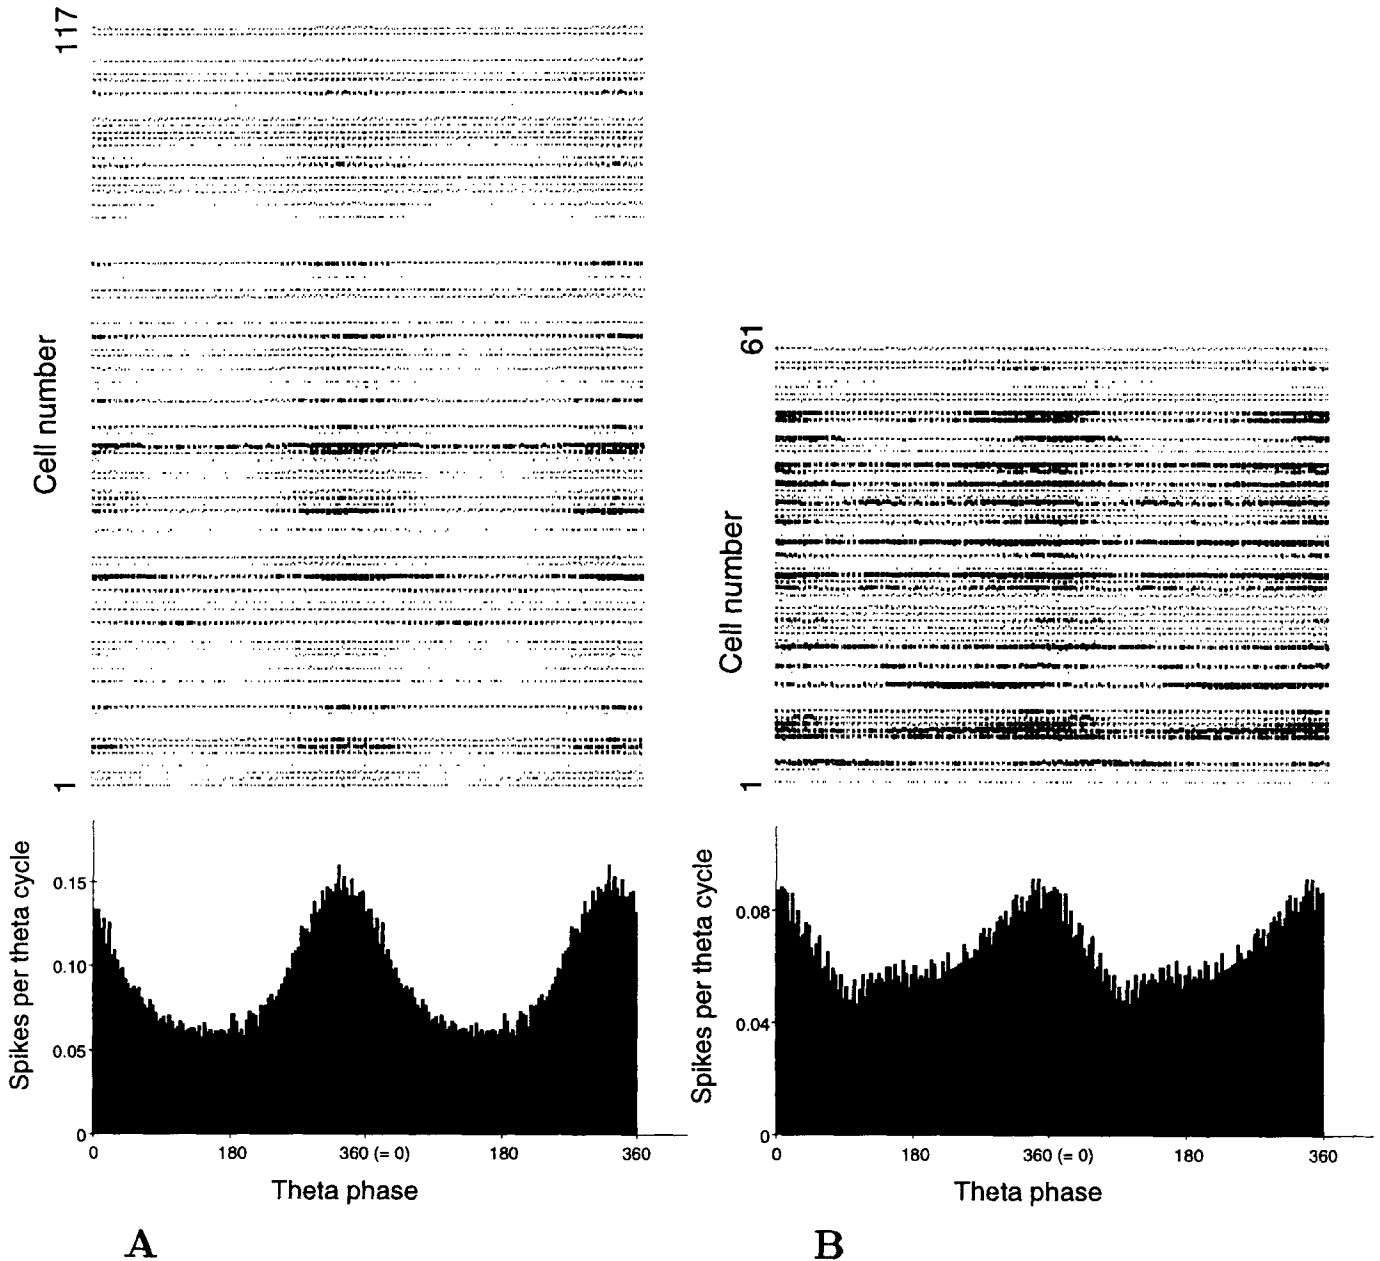 117
Cell number
1
Spikes per theta cycle
0.15
0.10
0.05
0
0
180
360 (= 0)
180
360
Theta phase
A
61
Cell number
1
Spikes per theta cycle
0.08
0.04
0
0
180
360 (= 0)
180
360
Theta phase
B